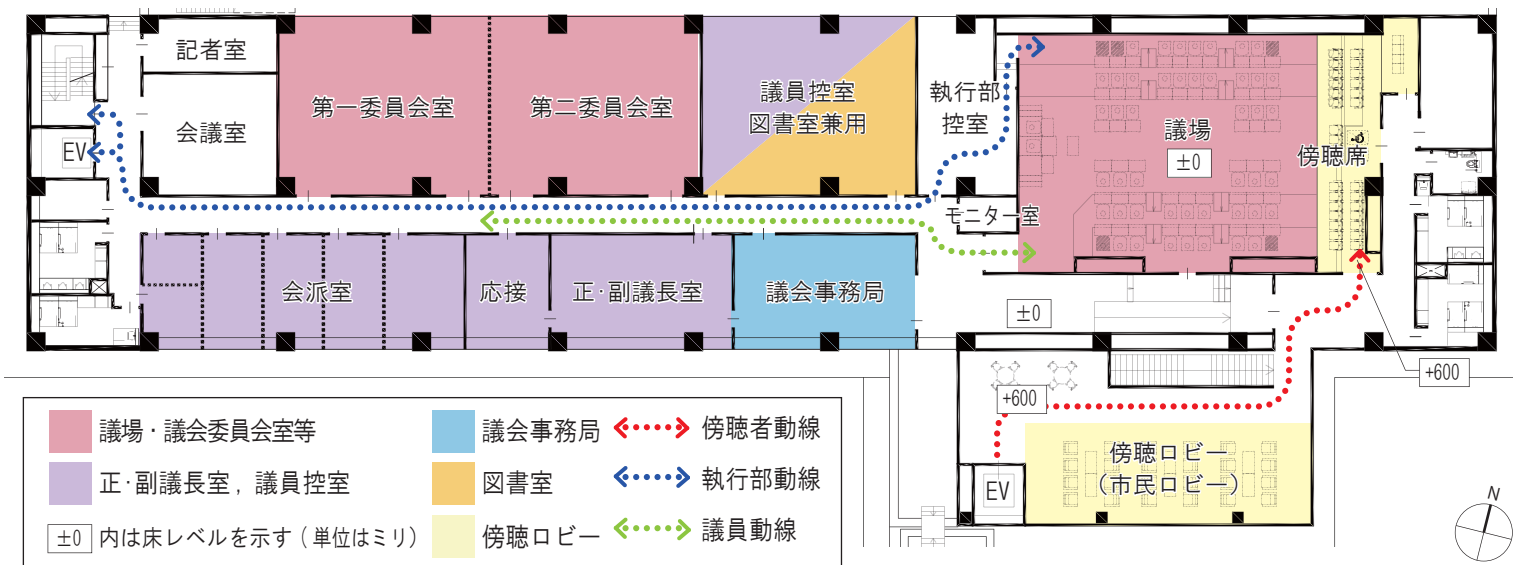 記者室
会議室
EV
第一委員会室
第二委員会室
議員控室
図書室兼用
執行部
控室
議場
±0
傍聴席
モニター室
会派室
応接
正・副議長室
議会事務局
±0
+600
+600
EV
傍聴ロビー
（市民ロビー）
議場・議会委員会室等
議会事務局
傍聴者動線
正・副議長室，議員控室
図書室
執行部動線
±0 内は床レベルを示す（単位はミリ）
傍聴ロビー
議員動線
N